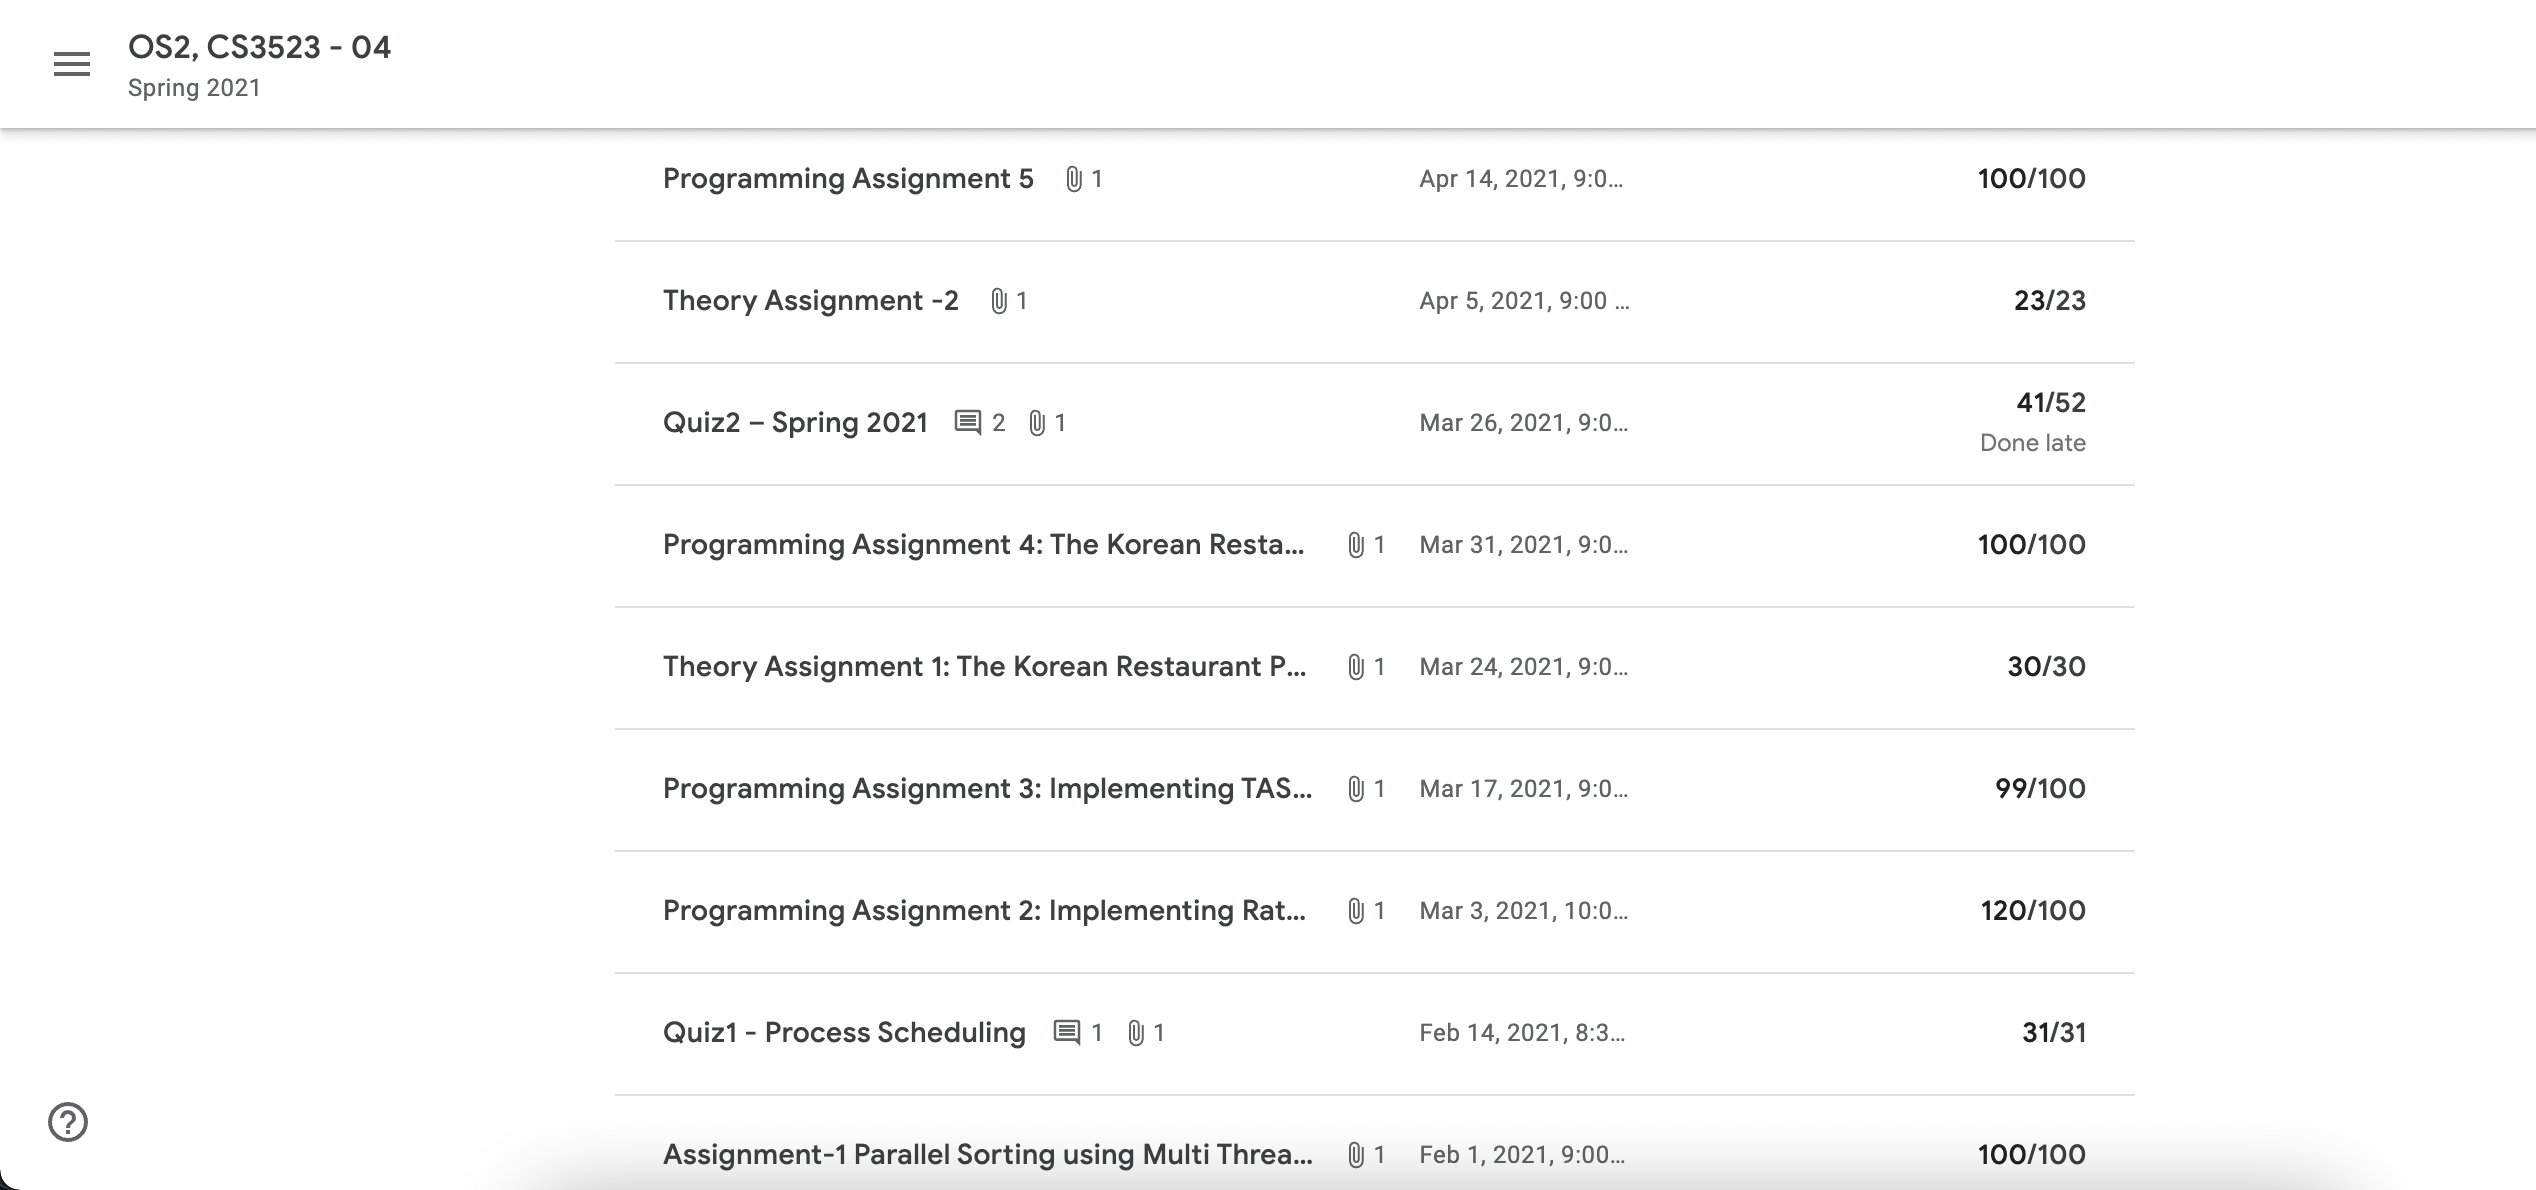 OS2, CS3523 - 04
Spring 2021
Programming Assignment 5 1 Apr 14, 2021, 9:0... 100/100
Theory Assignment -2 1 Apr 5, 2021, 9:00 ... 23/23
Quiz2 – Spring 2021 2 1 Mar 26, 2021, 9:0... 41/52
Done late
Programming Assignment 4: The Korean Resta... 1 Mar 31, 2021, 9:0... 100/100
Theory Assignment 1: The Korean Restaurant P... 1 Mar 24, 2021, 9:0... 30/30
Programming Assignment 3: Implementing TAS... 1 Mar 17, 2021, 9:0... 99/100
Programming Assignment 2: Implementing Rat... 1 Mar 3, 2021, 10:0... 120/100
Quiz1 - Process Scheduling 1 1 Feb 14, 2021, 8:3... 31/31
Assignment-1 Parallel Sorting using Multi Threa... 1 Feb 1, 2021, 9:00... 100/100